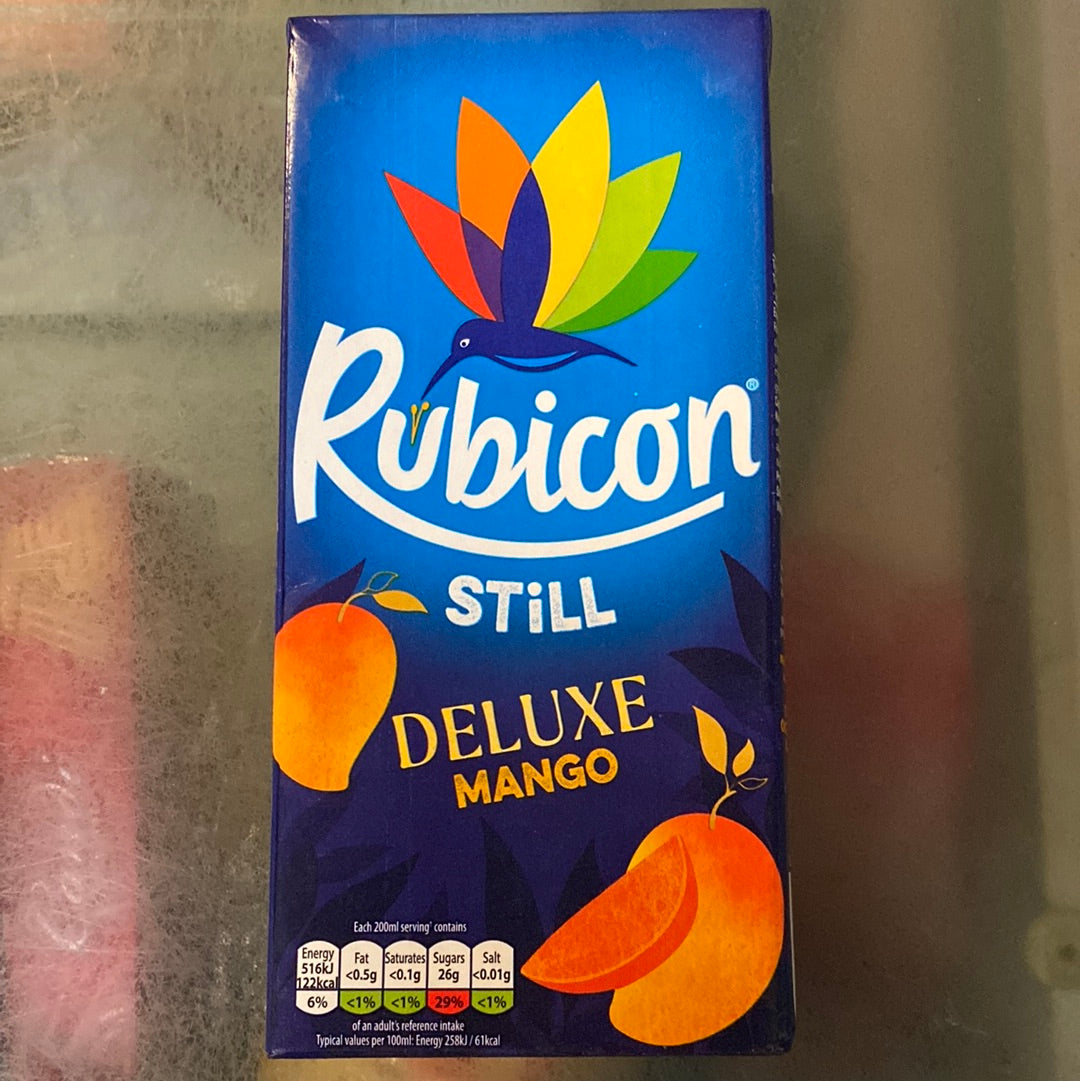 Rubicon®
STiLL
DELUXE
MANGO
Each 200ml serving' contains
Energy 516kJ 122kcal 6%
Fat <0.5g <1%
Saturates <0.1g <1%
Sugars 26g 29%
Salt <0.01g <1%
of an adult's reference intake
Typical values per 100ml: Energy 258kJ / 61kcal